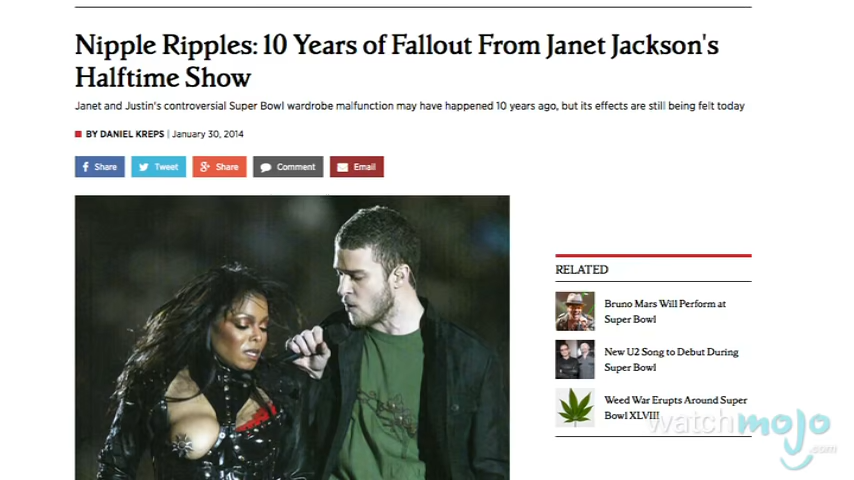 Nipple Ripples: 10 Years of Fallout From Janet Jackson's
Halftime Show
Janet and Justin's controversial Super Bowl wardrobe malfunction may have happened 10 years ago, but its effects are still being felt today
BY DANIEL KREPS | January 30, 2014
f Share
Tweet
g+ Share
Comment
Email
RELATED
Bruno Mars Will Perform at
Super Bowl
New U2 Song to Debut During
Super Bowl
Weed War Erupts Around Super
Bowl XLVIII
watchmojo
.com